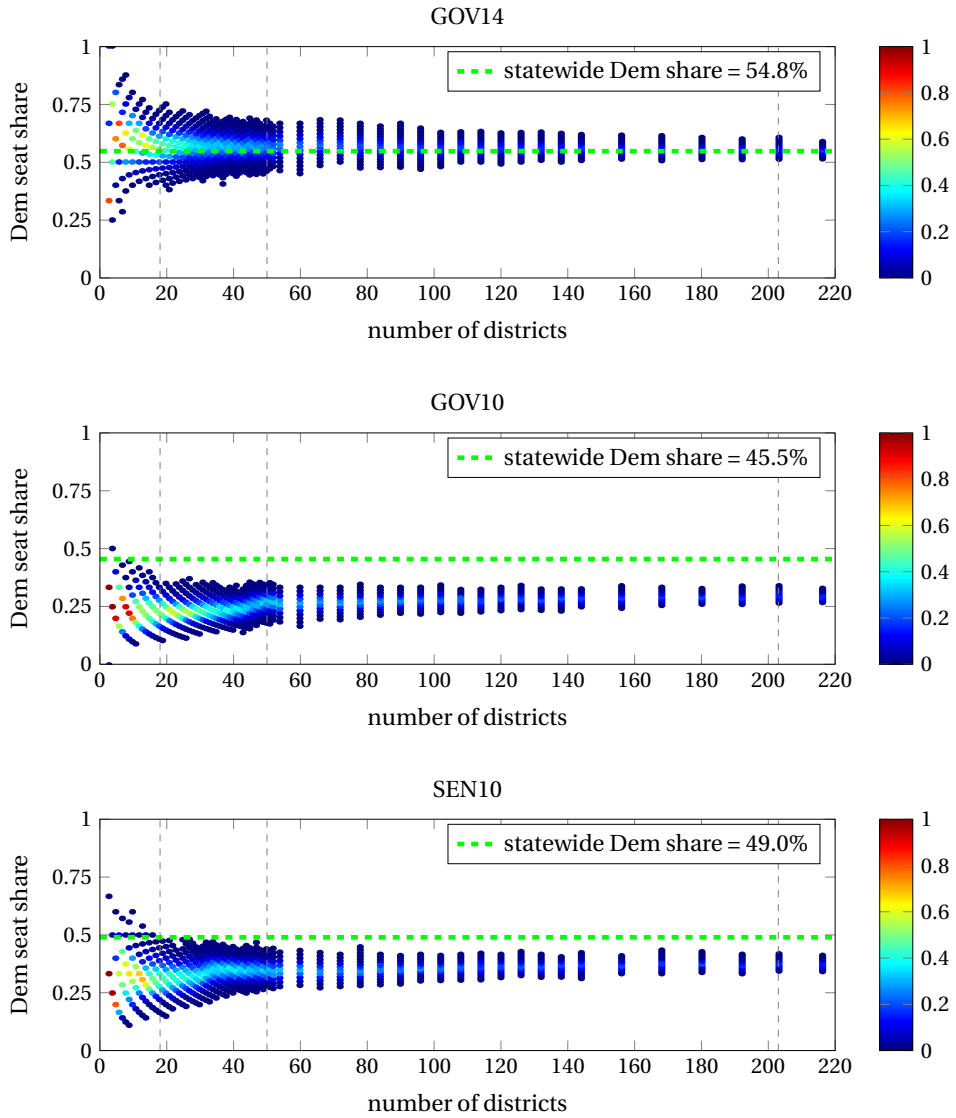 GOV14
statewide Dem share = 54.8%
Dem seat share
1
0.75
0.5
0.25
0
0 20 40 60 80 100 120 140 160 180 200 220
number of districts
1
0.8
0.6
0.4
0.2
0
GOV10
statewide Dem share = 45.5%
Dem seat share
1
0.75
0.5
0.25
0
0 20 40 60 80 100 120 140 160 180 200 220
number of districts
1
0.8
0.6
0.4
0.2
0
SEN10
statewide Dem share = 49.0%
Dem seat share
1
0.75
0.5
0.25
0
0 20 40 60 80 100 120 140 160 180 200 220
number of districts
1
0.8
0.6
0.4
0.2
0